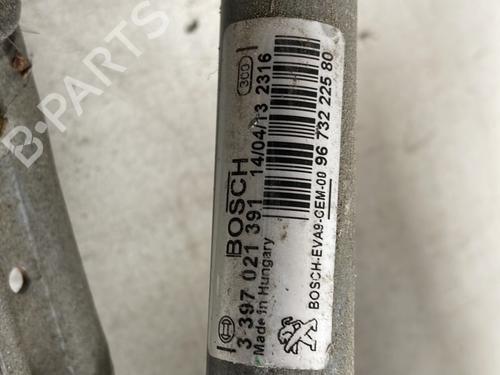 BOSCH
3 397 021 391 14/04/13 2316
Made in Hungary
300
96 732 225 80
BOSCH-EVA9-CEM-00
B-PARTS